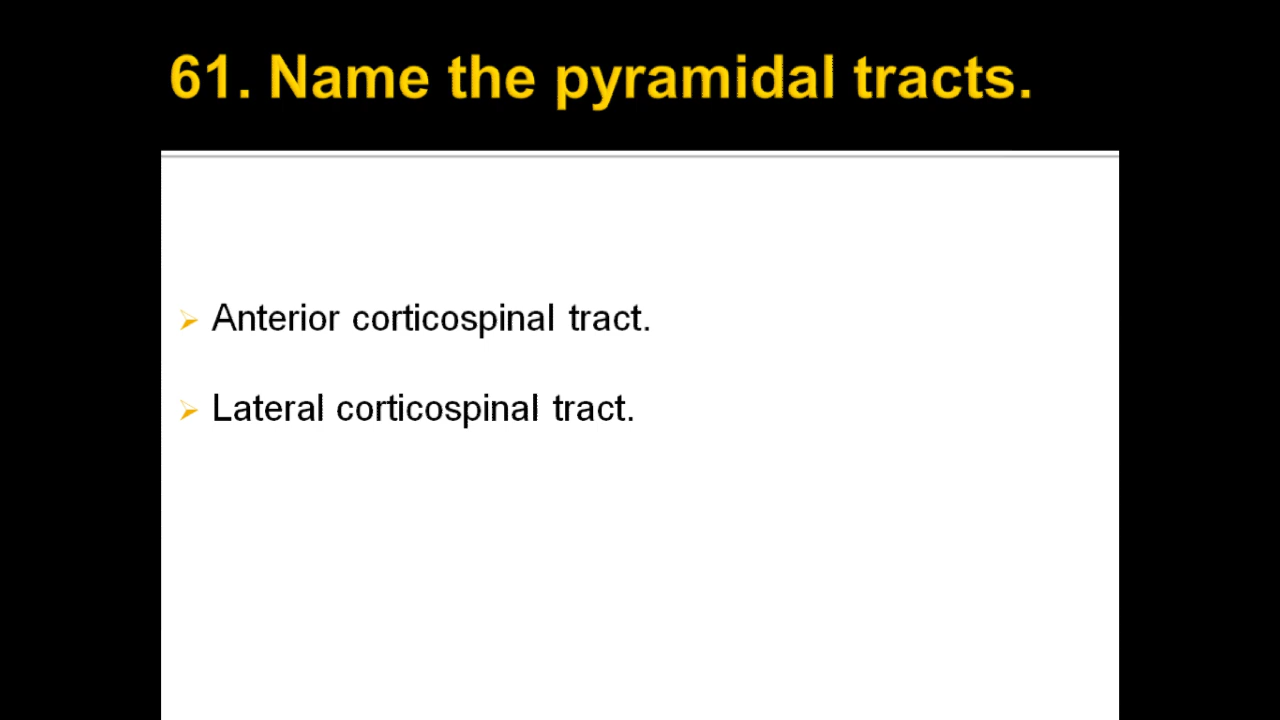 61. Name the pyramidal tracts.
Anterior corticospinal tract.
Lateral corticospinal tract.